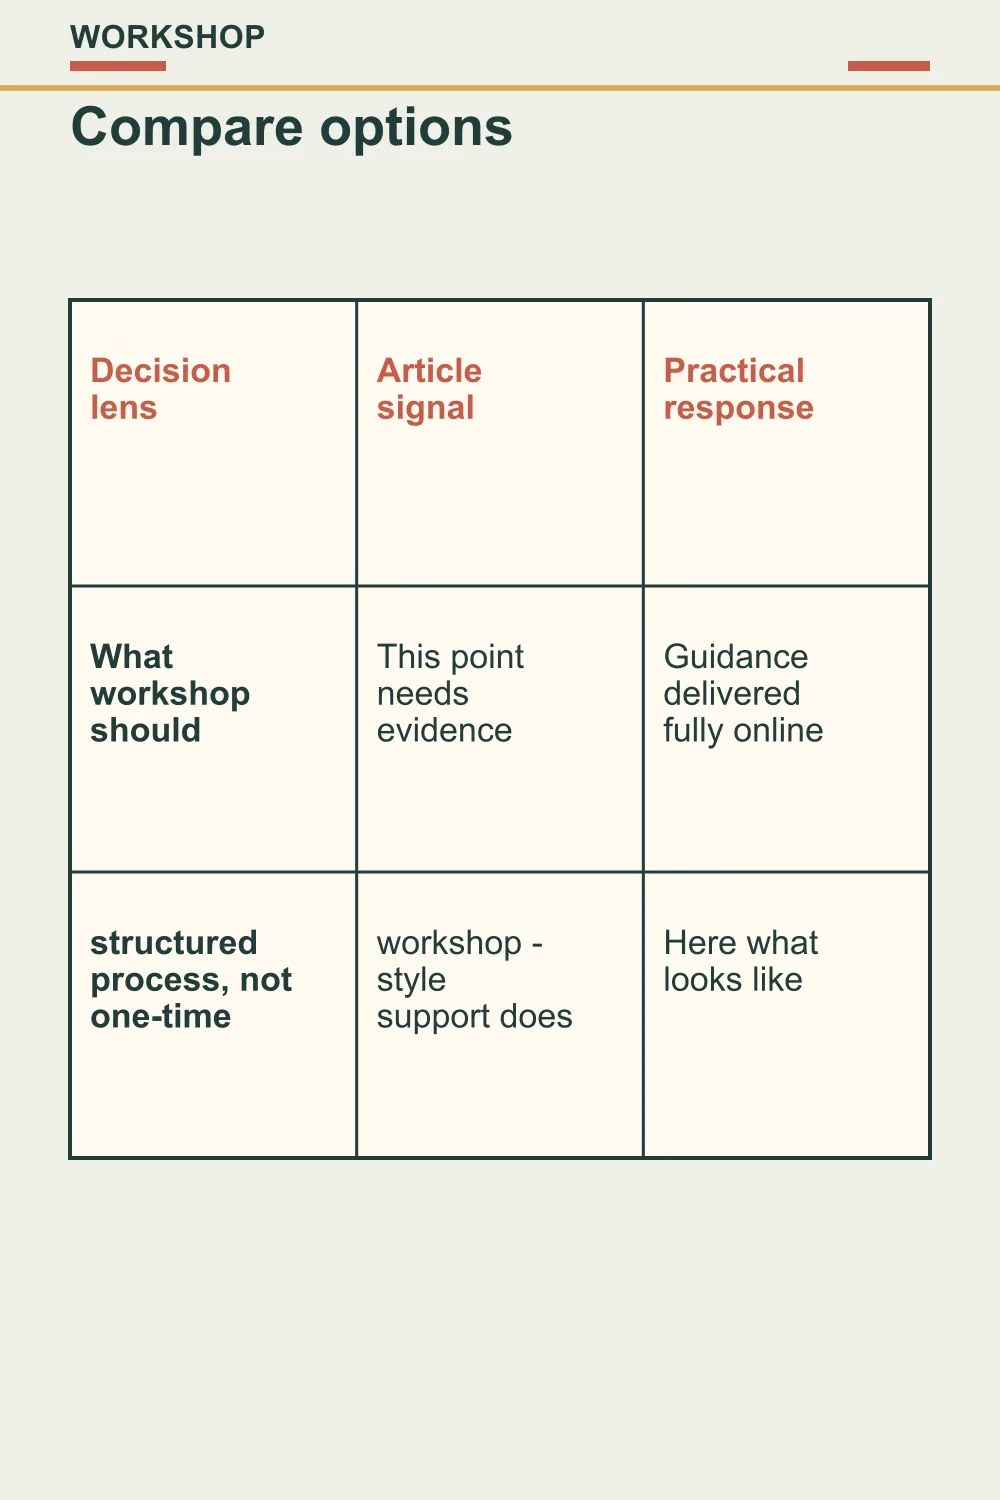 WORKSHOP
Compare options
Decision
lens
Article
signal
Practical
response
What
workshop
should
This point
needs
evidence
Guidance
delivered
fully online
structured
process, not
one-time
workshop -
style
support does
Here what
looks like